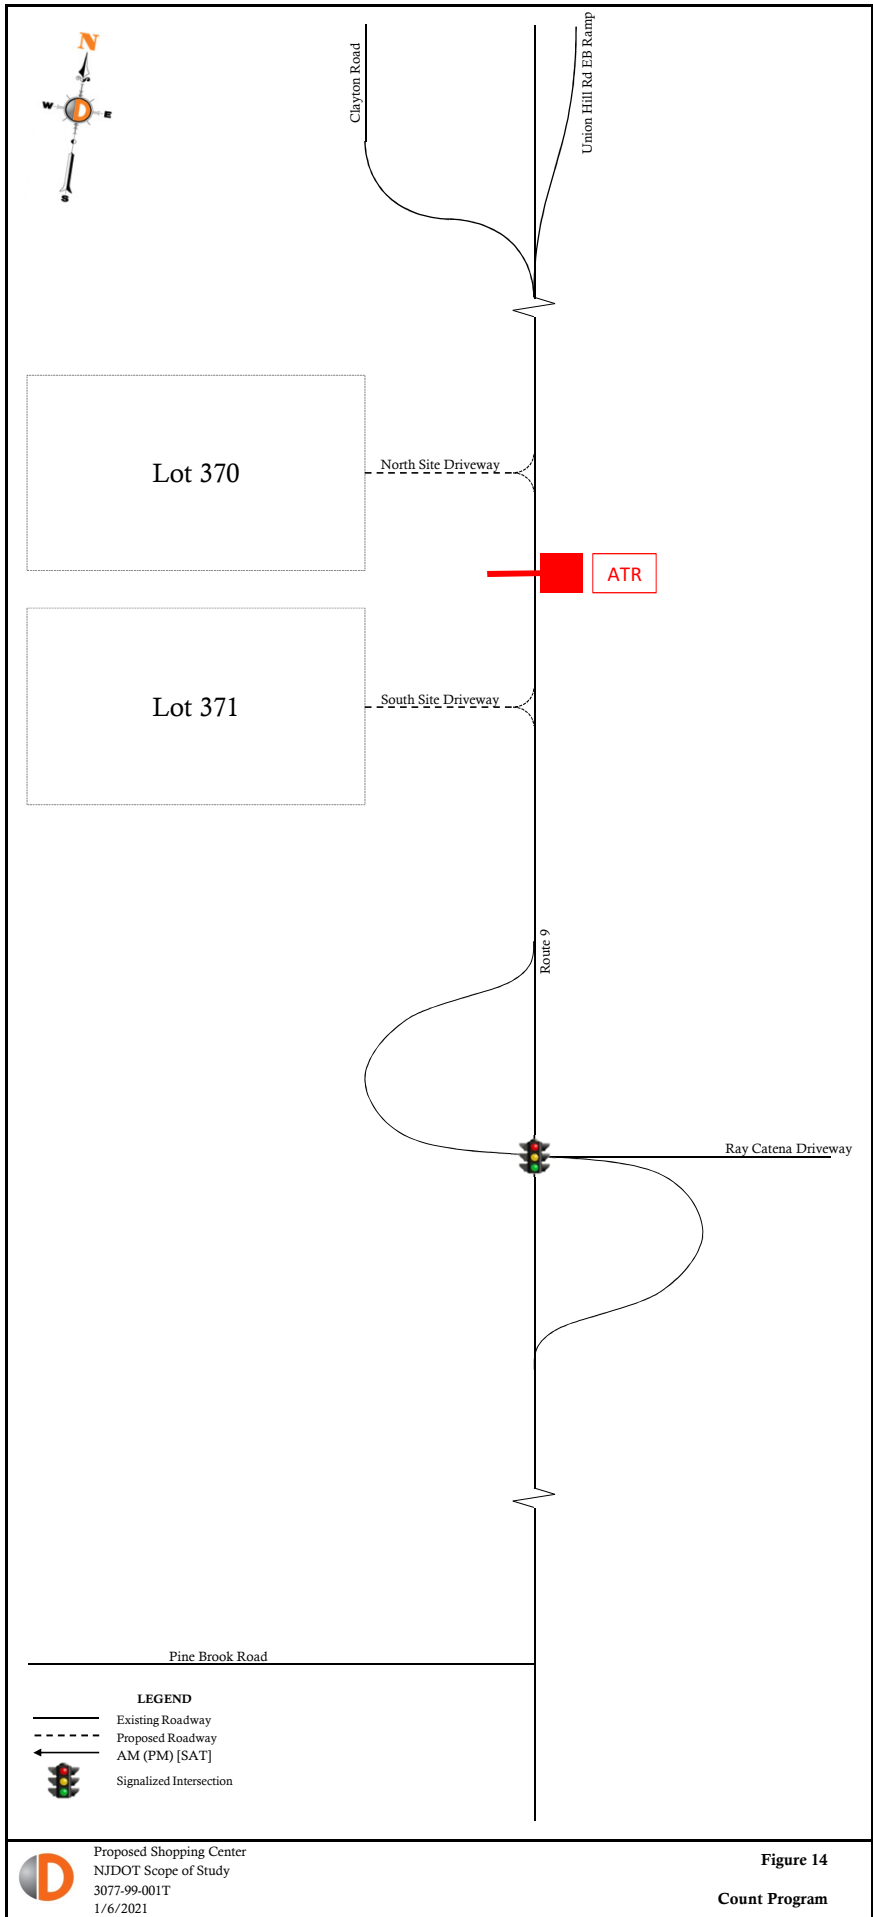 N
W
E
S
D
Clayton Road
Union Hill Rd EB Ramp
Lot 370
North Site Driveway
ATR
Lot 371
South Site Driveway
Route 9
Ray Catena Driveway
Pine Brook Road
LEGEND
Existing Roadway
Proposed Roadway
AM (PM) [SAT]
Signalized Intersection
D
Proposed Shopping Center
NJDOT Scope of Study
3077-99-001T
1/6/2021
Figure 14
Count Program